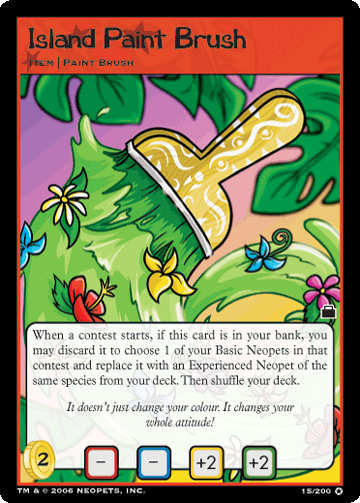 Island Paint Brush
Item | Paint Brush
When a contest starts, if this card is in your bank, you
may discard it to choose 1 of your Basic Neopets in that
contest and replace it with an Experienced Neopet of the
same species from your deck. Then shuffle your deck.
It doesn't just change your colour. It changes your
whole attitude!
2 – – +2 +2
TM & © 2006 NEOPETS, INC. 15/200